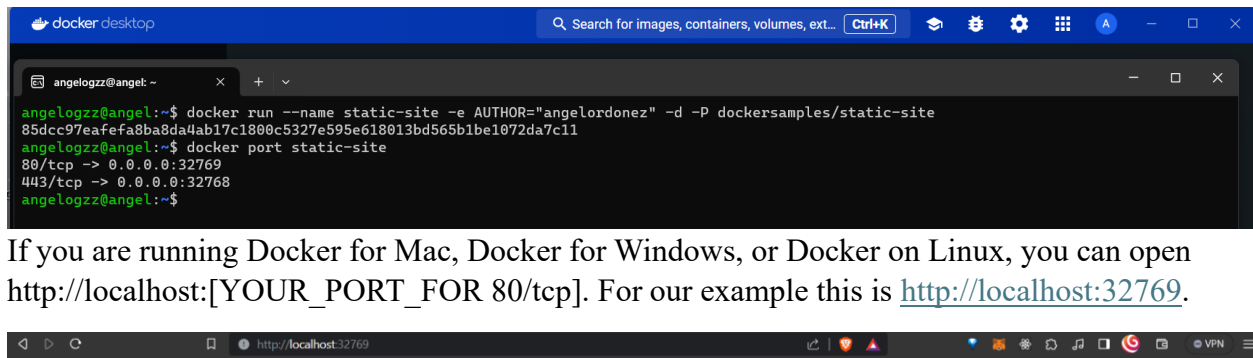 docker desktop Search for images, containers, volumes, ext... Ctrl+K A
angelogzz@angel: ~
angelogzz@angel:~$ docker run --name static-site -e AUTHOR="angelordonez" -d -P dockersamples/static-site
85dcc97eafefa8ba8da4ab17c1800c5327e595e618013bd565b1be1072da7c11
angelogzz@angel:~$ docker port static-site
80/tcp -> 0.0.0.0:32769
443/tcp -> 0.0.0.0:32768
angelogzz@angel:~$
If you are running Docker for Mac, Docker for Windows, or Docker on Linux, you can open
http://localhost:[YOUR_PORT_FOR 80/tcp]. For our example this is http://localhost:32769.
http://localhost:32769 VPN